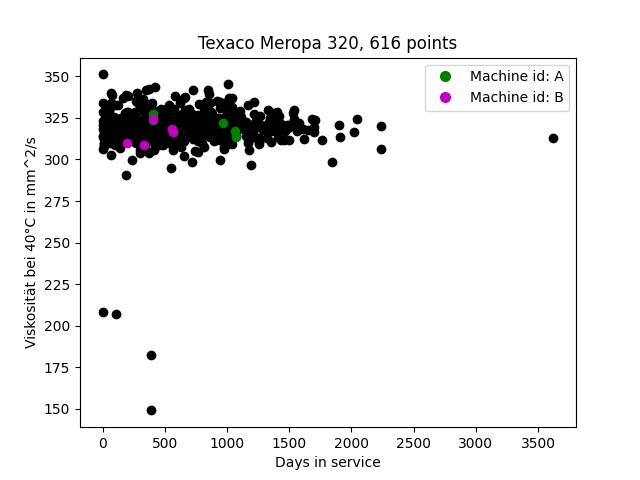 Texaco Meropa 320, 616 points
Machine id: A
Machine id: B
350
325
300
275
250
225
200
175
150
Viskosität bei 40°C in mm^2/s
0 500 1000 1500 2000 2500 3000 3500
Days in service